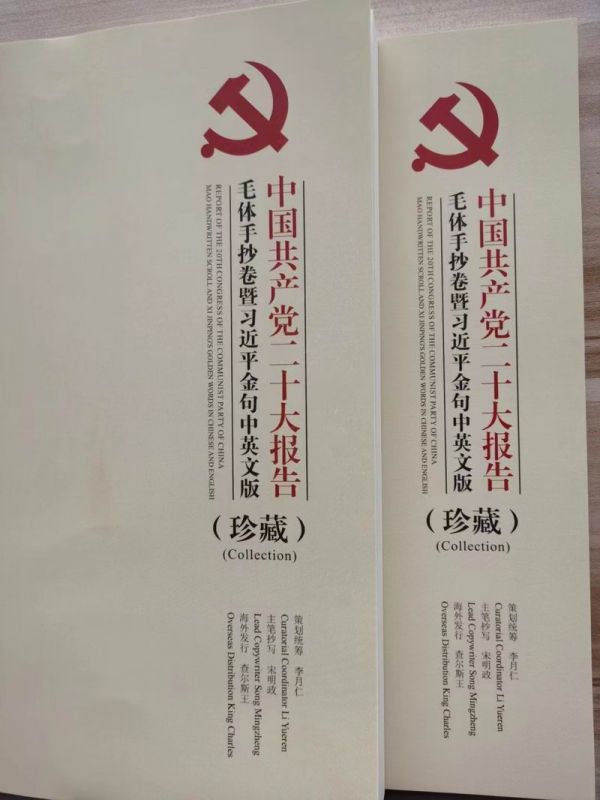 中国共产党二十大报告
毛体手抄卷暨习近平金句中英文版
REPORT OF THE 20TH CONGRESS OF THE COMMUNIST PARTY OF CHINA
MAO HANDWRITTEN SCROLL AND XI JINPING'S GOLDEN WORDS IN CHINESE AND ENGLISH
(珍藏)
(Collection)
策划统筹 李月仁
Curatorial Coordinator Li Yueren
主笔抄写 宋明政
Lead Copywriter Song Mingzheng
海外发行 查尔斯王
Overseas Distribution King Charles
中国共产党二十大报告
毛体手抄卷暨习近平金句中英文版
REPORT OF THE 20TH CONGRESS OF THE COMMUNIST PARTY OF CHINA
MAO HANDWRITTEN SCROLL AND XI JINPING'S GOLDEN WORDS IN CHINESE AND ENGLISH
(珍藏)
(Collection)
策划统筹 李月仁
Curatorial Coordinator Li Yueren
主笔抄写 宋明政
Lead Copywriter Song Mingzheng
海外发行 查尔斯王
Overseas Distribution King Charles